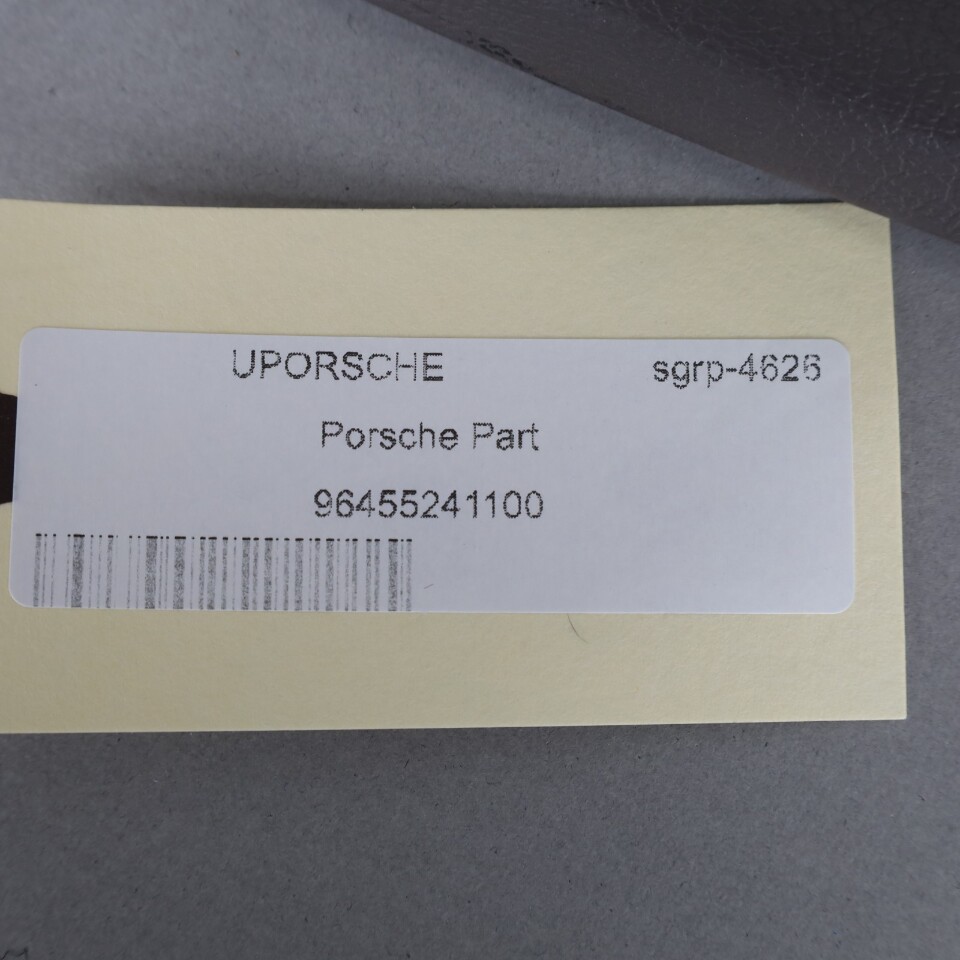 UPORSCHE sgrp-4626
Porsche Part
96455241100